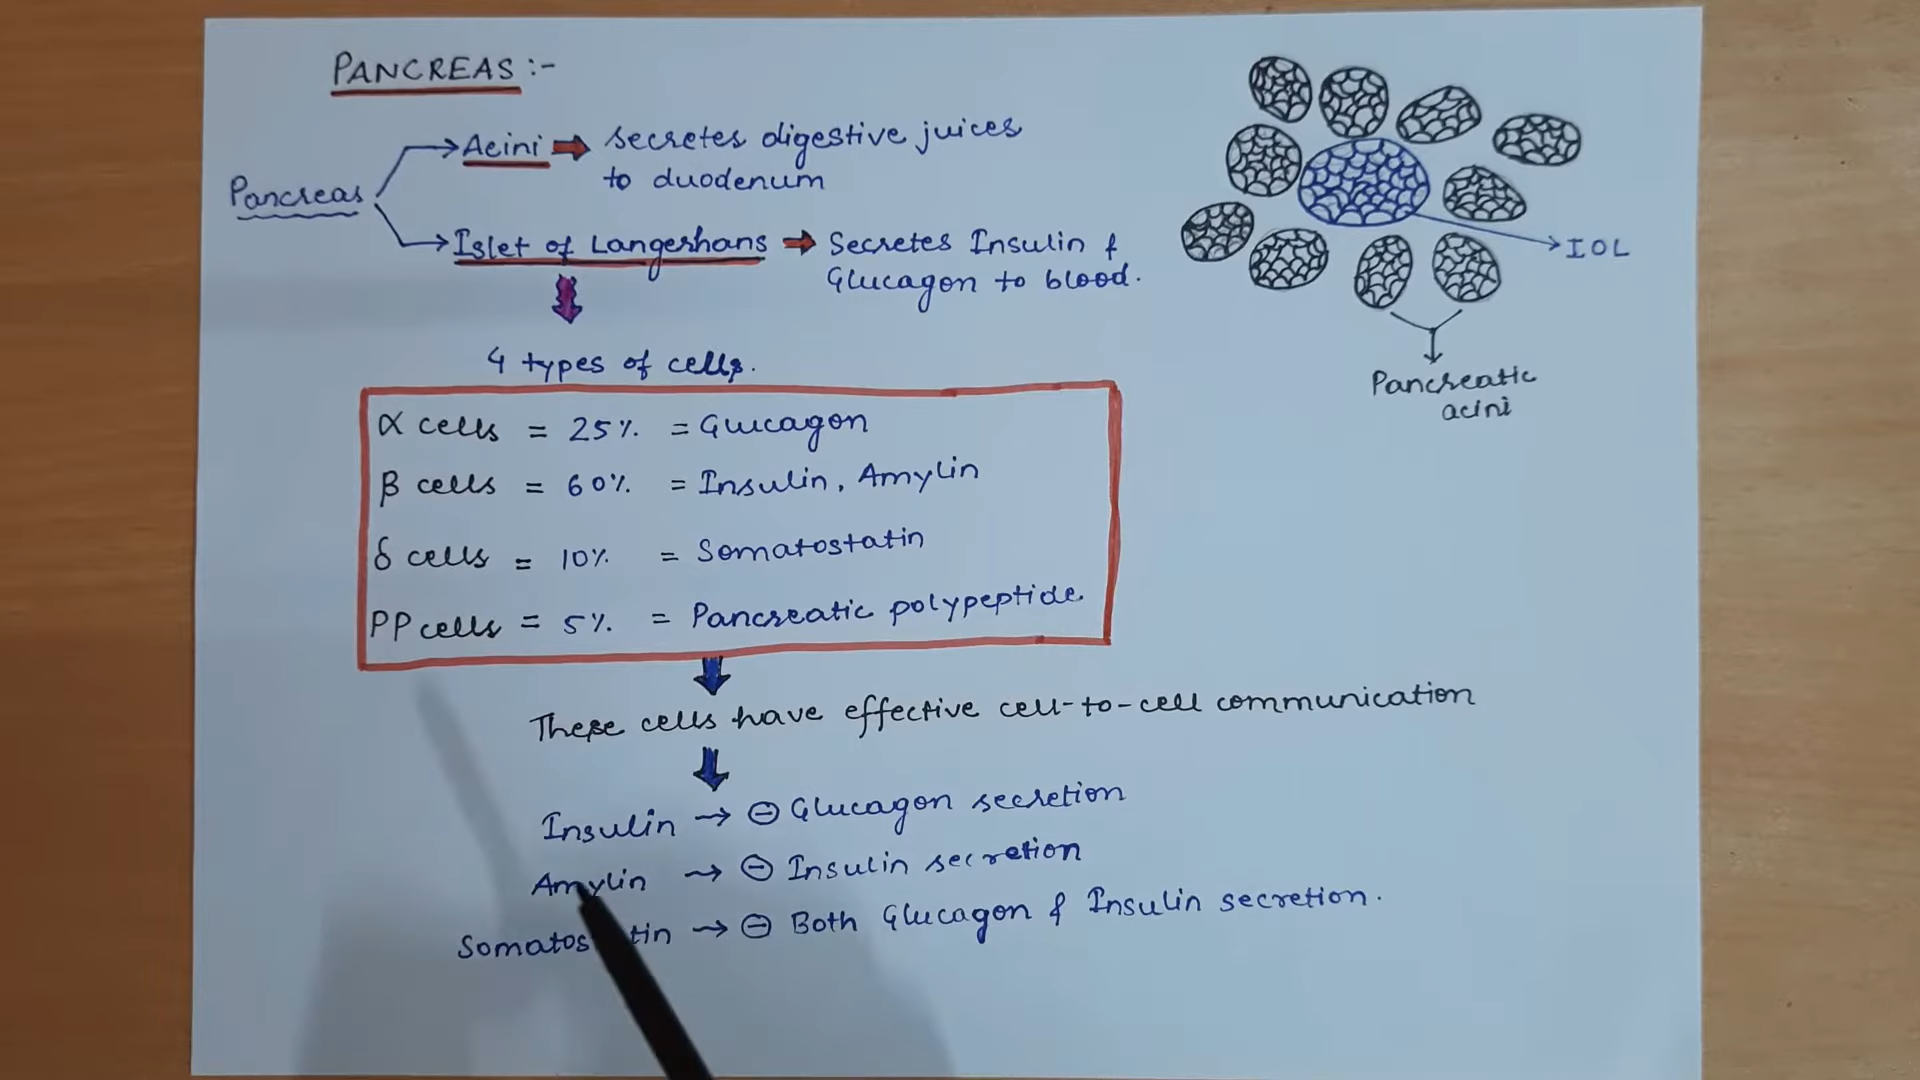 PANCREAS :-
Pancreas
Acini
secretes digestive juices
to duodenum
Islet of Langerhans
Secretes Insulin &
Glucagon to blood.
4 types of cells.
α cells = 25% = Glucagon
β cells = 60% = Insulin, Amylin
δ cells = 10% = Somatostatin
PP cells = 5% = Pancreatic polypeptide
These cells have effective cell-to-cell communication
Insulin → ⊖ Glucagon secretion
Amylin → ⊖ Insulin secretion
→ ⊖ Both Glucagon & Insulin secretion.
IOL
Pancreatic
acini